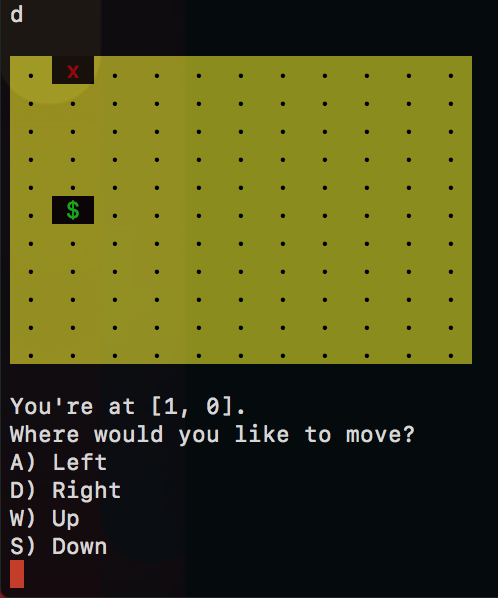 d
. x . . . . . . . . .
. . . . . . . . . . .
. . . . . . . . . . .
. . . . . . . . . . .
. . . . . . . . . . .
. $ . . . . . . . . .
. . . . . . . . . . .
. . . . . . . . . . .
. . . . . . . . . . .
. . . . . . . . . . .
. . . . . . . . . . .
You're at [1, 0].
Where would you like to move?
A) Left
D) Right
W) Up
S) Down